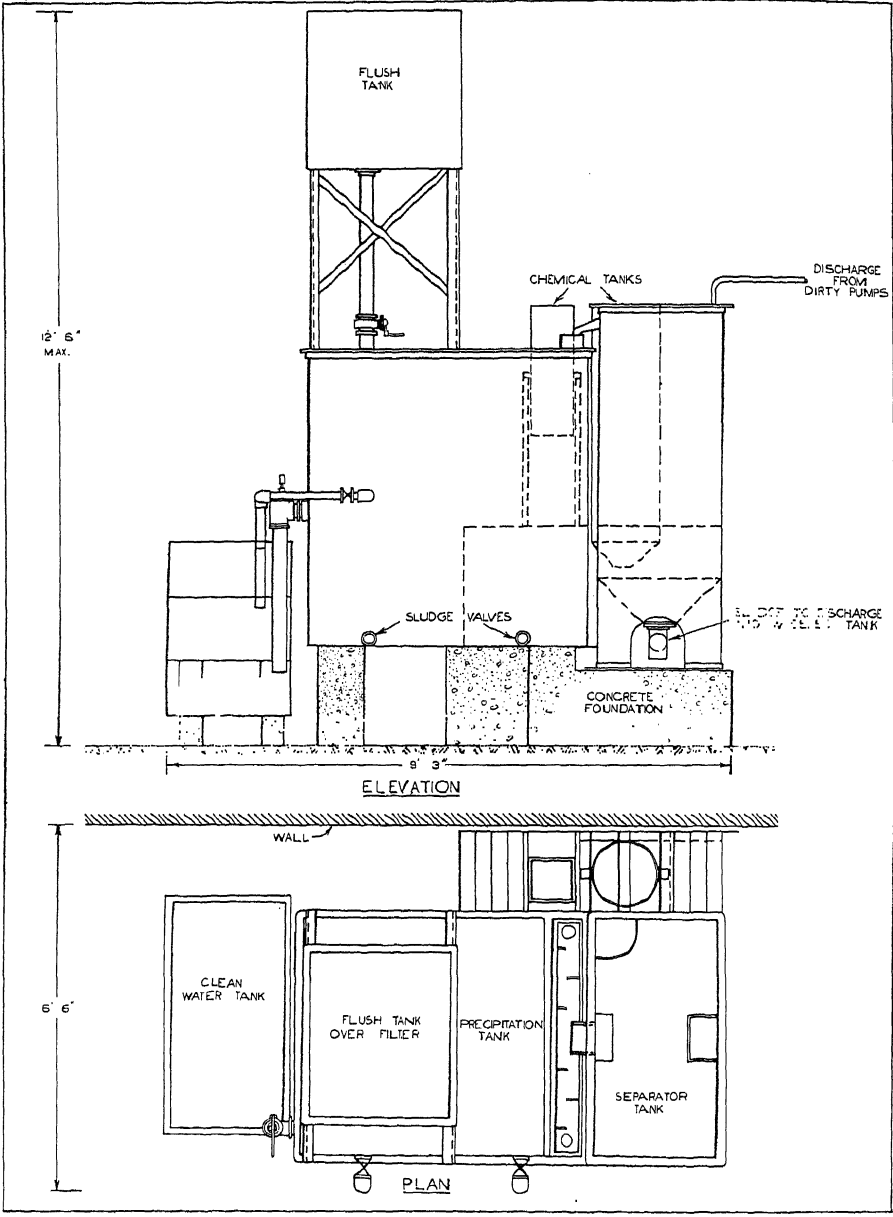 FLUSH
TANK
CHEMICAL TANKS
DISCHARGE
FROM
DIRTY PUMPS
12' 6"
MAX.
SLUDGE VALVES
TANK
CONCRETE
FOUNDATION
9' 3"
ELEVATION
WALL
CLEAN
WATER TANK
6' 6"
FLUSH TANK
OVER FILTER
PRECIPITATION
TANK
SEPARATOR
TANK
PLAN